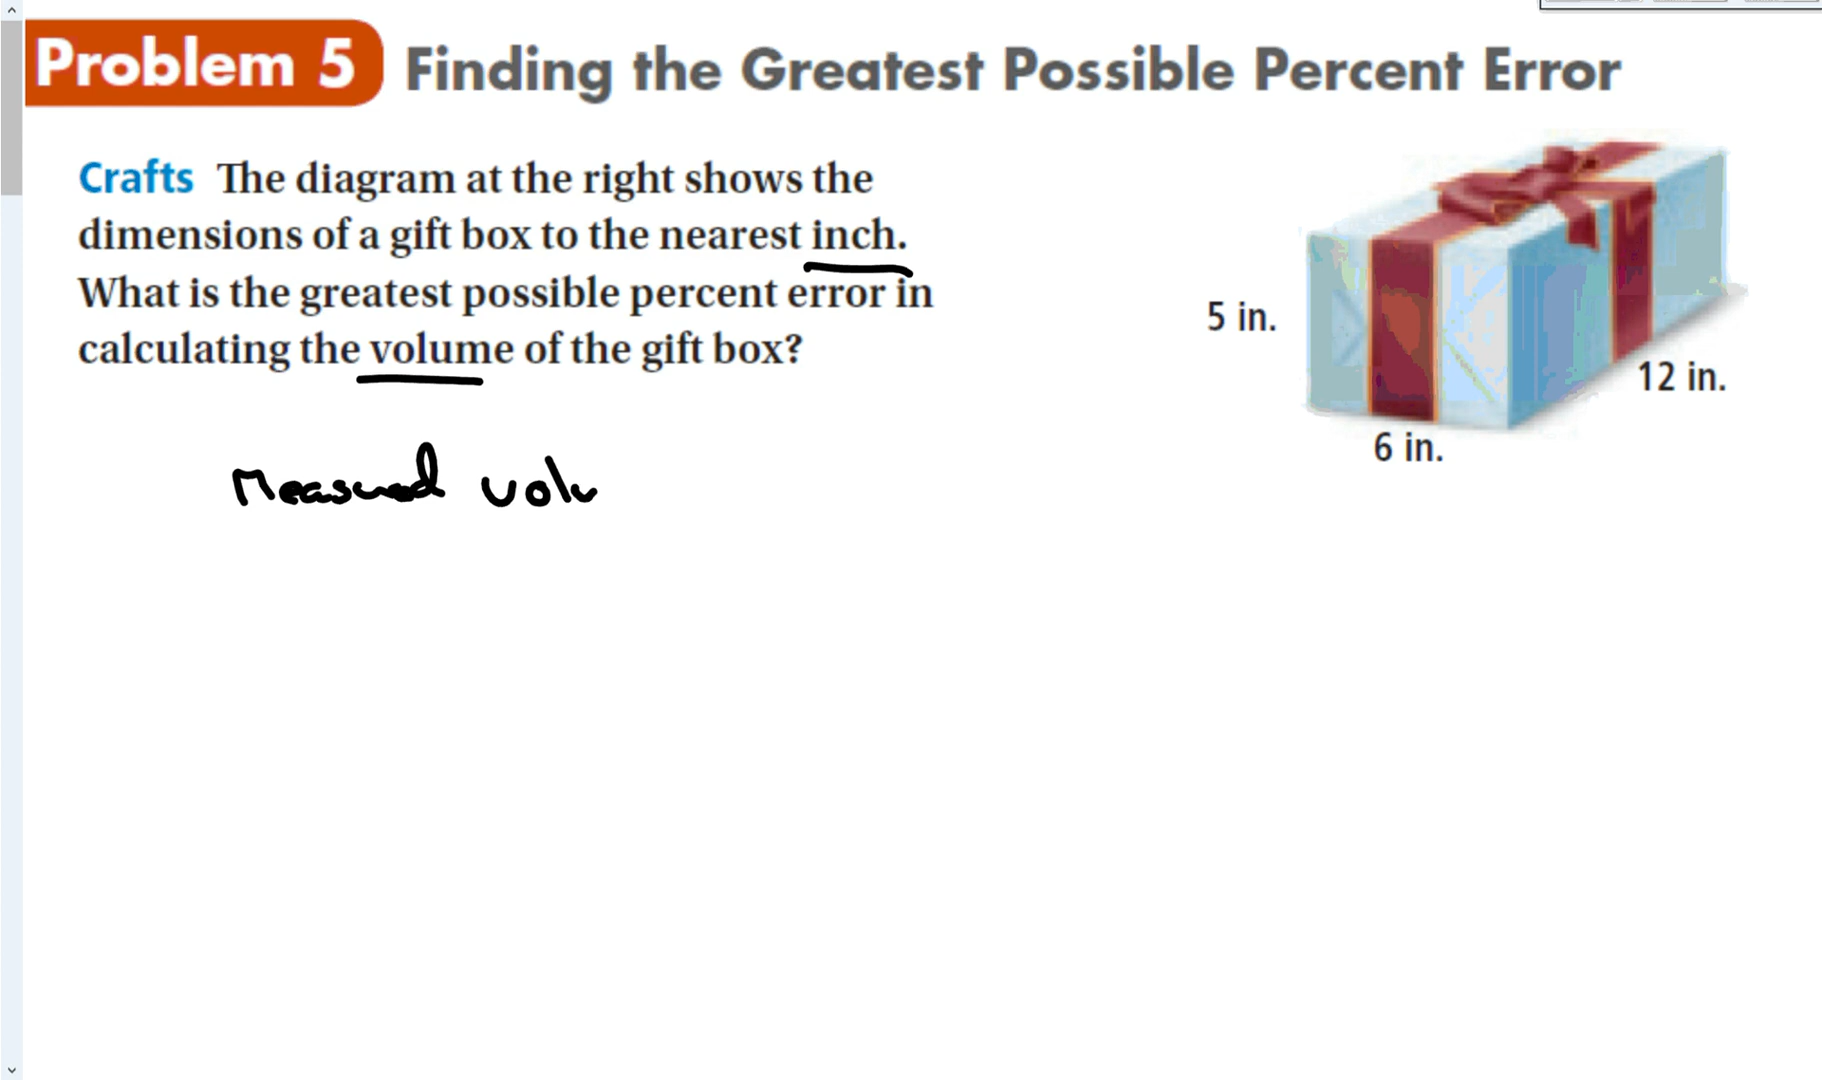 Problem 5 Finding the Greatest Possible Percent Error
Crafts The diagram at the right shows the
dimensions of a gift box to the nearest inch.
What is the greatest possible percent error in
calculating the volume of the gift box?
5 in.
12 in.
6 in.
Measured volu